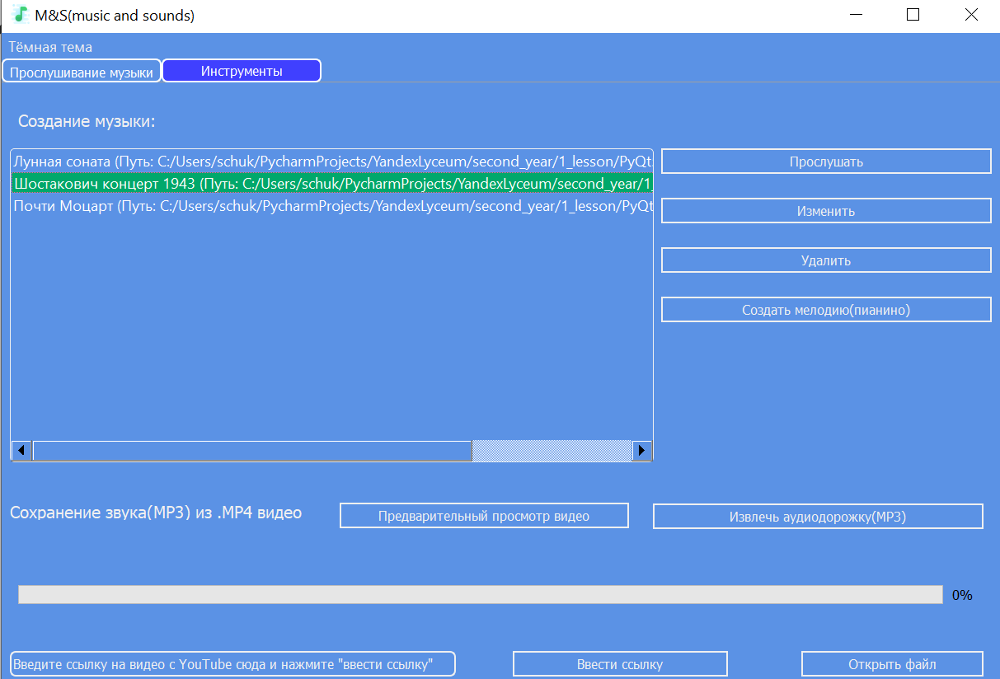 M&S(music and sounds)
Тёмная тема
Прослушивание музыки
Инструменты
Создание музыки:
Лунная соната (Путь: C:/Users/schuk/PycharmProjects/YandexLyceum/second_year/1_lesson/PyQt
Прослушать
Шостакович концерт 1943 (Путь: C:/Users/schuk/PycharmProjects/YandexLyceum/second_year/1_
Почти Моцарт (Путь: C:/Users/schuk/PycharmProjects/YandexLyceum/second_year/1_lesson/PyQt
Изменить
Удалить
Создать мелодию(пианино)
Сохранение звука(MP3) из .MP4 видео
Предварительный просмотр видео
Извлечь аудиодорожку(MP3)
0%
Введите ссылку на видео с YouTube сюда и нажмите "ввести ссылку"
Ввести ссылку
Открыть файл